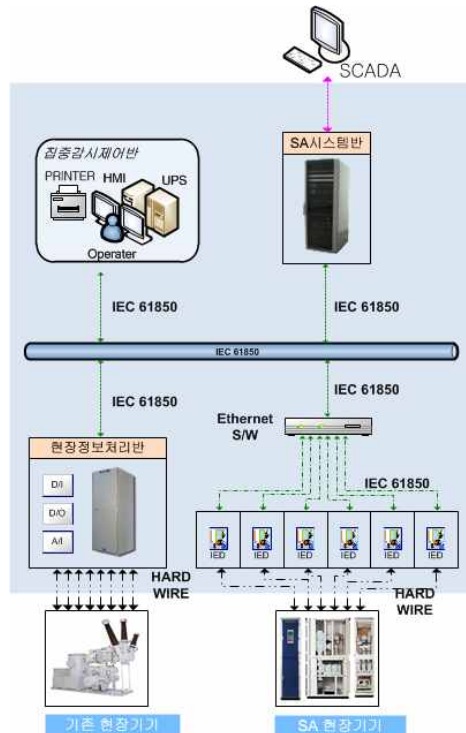 SCADA
집중감시제어반
PRINTER HMI UPS
Operater
SA시스템반
IEC 61850
IEC 61850
IEC 61850
IEC 61850
IEC 61850
Ethernet
S/W
현장정보처리반
D/I
D/O
A/I
IEC 61850
IED
IED
IED
IED
IED
IED
HARD
WIRE
HARD
WIRE
기존 현장기기
SA 현장기기